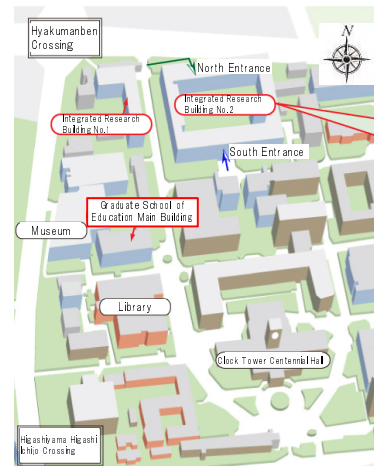 Hyakumanben
Crossing
N
North Entrance
Integrated Research
Building No.2
Integrated Research
Building No.1
South Entrance
Graduate School of
Education Main Building
Museum
Library
Clock Tower Centennial Hall
Higashiyama Higashi
Ichijo Crossing